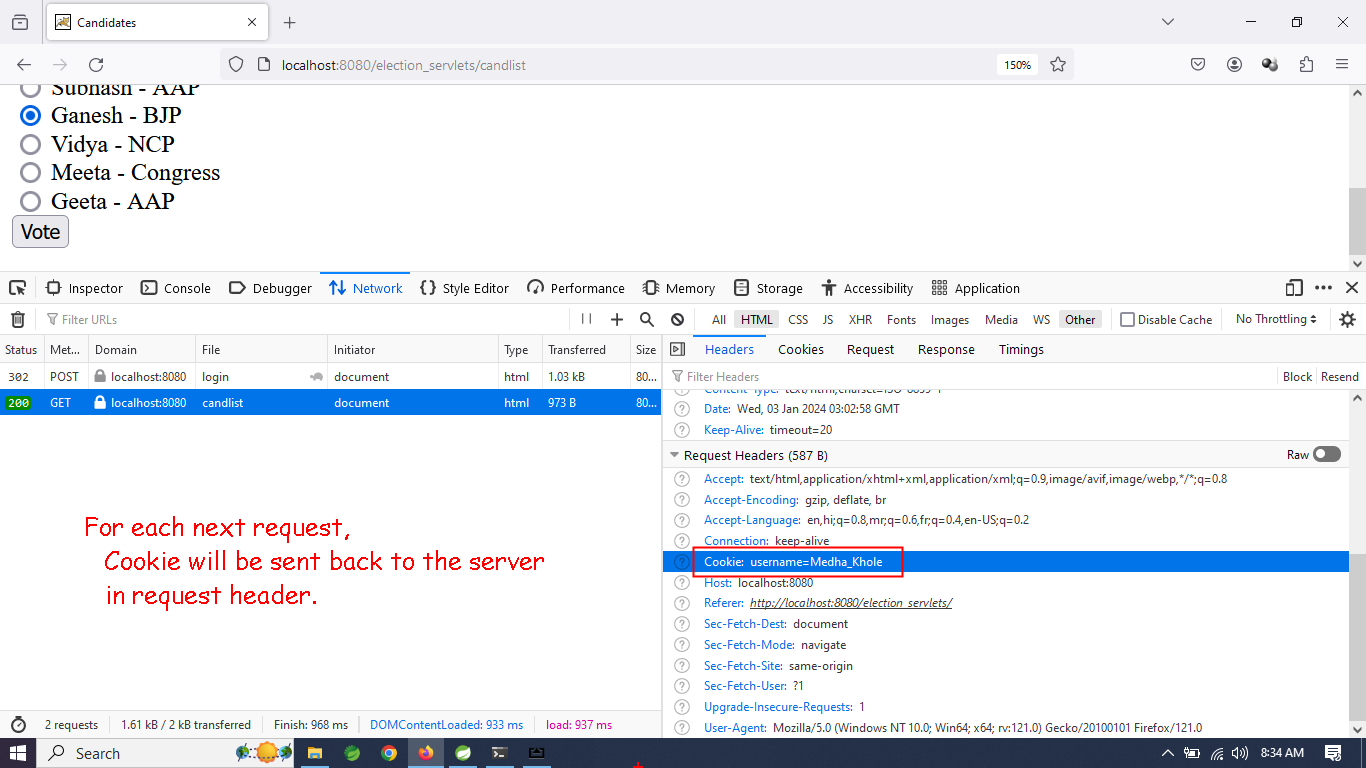 Candidates
localhost:8080/election_servlets/candlist
150%
Subhash - AAP
Ganesh - BJP
Vidya - NCP
Meeta - Congress
Geeta - AAP
Vote
Inspector Console Debugger Network Style Editor Performance Memory Storage Accessibility Application
Filter URLs
All HTML CSS JS XHR Fonts Images Media WS Other Disable Cache No Throttling
Status Met... Domain File Initiator Type Transferred Size
302 POST localhost:8080 login document html 1.03 kB 80...
200 GET localhost:8080 candlist document html 973 B 80...
For each next request,
Cookie will be sent back to the server
in request header.
2 requests 1.61 kB / 2 kB transferred Finish: 968 ms DOMContentLoaded: 933 ms load: 937 ms
Headers Cookies Request Response Timings
Filter Headers Block Resend
Content-Type: text/html;charset=ISO-8859-1
Date: Wed, 03 Jan 2024 03:02:58 GMT
Keep-Alive: timeout=20
Request Headers (587 B) Raw
Accept: text/html,application/xhtml+xml,application/xml;q=0.9,image/avif,image/webp,*/*;q=0.8
Accept-Encoding: gzip, deflate, br
Accept-Language: en,hi;q=0.8,mr;q=0.6,fr;q=0.4,en-US;q=0.2
Connection: keep-alive
Cookie: username=Medha_Khole
Host: localhost:8080
Referer: http://localhost:8080/election_servlets/
Sec-Fetch-Dest: document
Sec-Fetch-Mode: navigate
Sec-Fetch-Site: same-origin
Sec-Fetch-User: ?1
Upgrade-Insecure-Requests: 1
User-Agent: Mozilla/5.0 (Windows NT 10.0; Win64; x64; rv:121.0) Gecko/20100101 Firefox/121.0
Search
8:34 AM